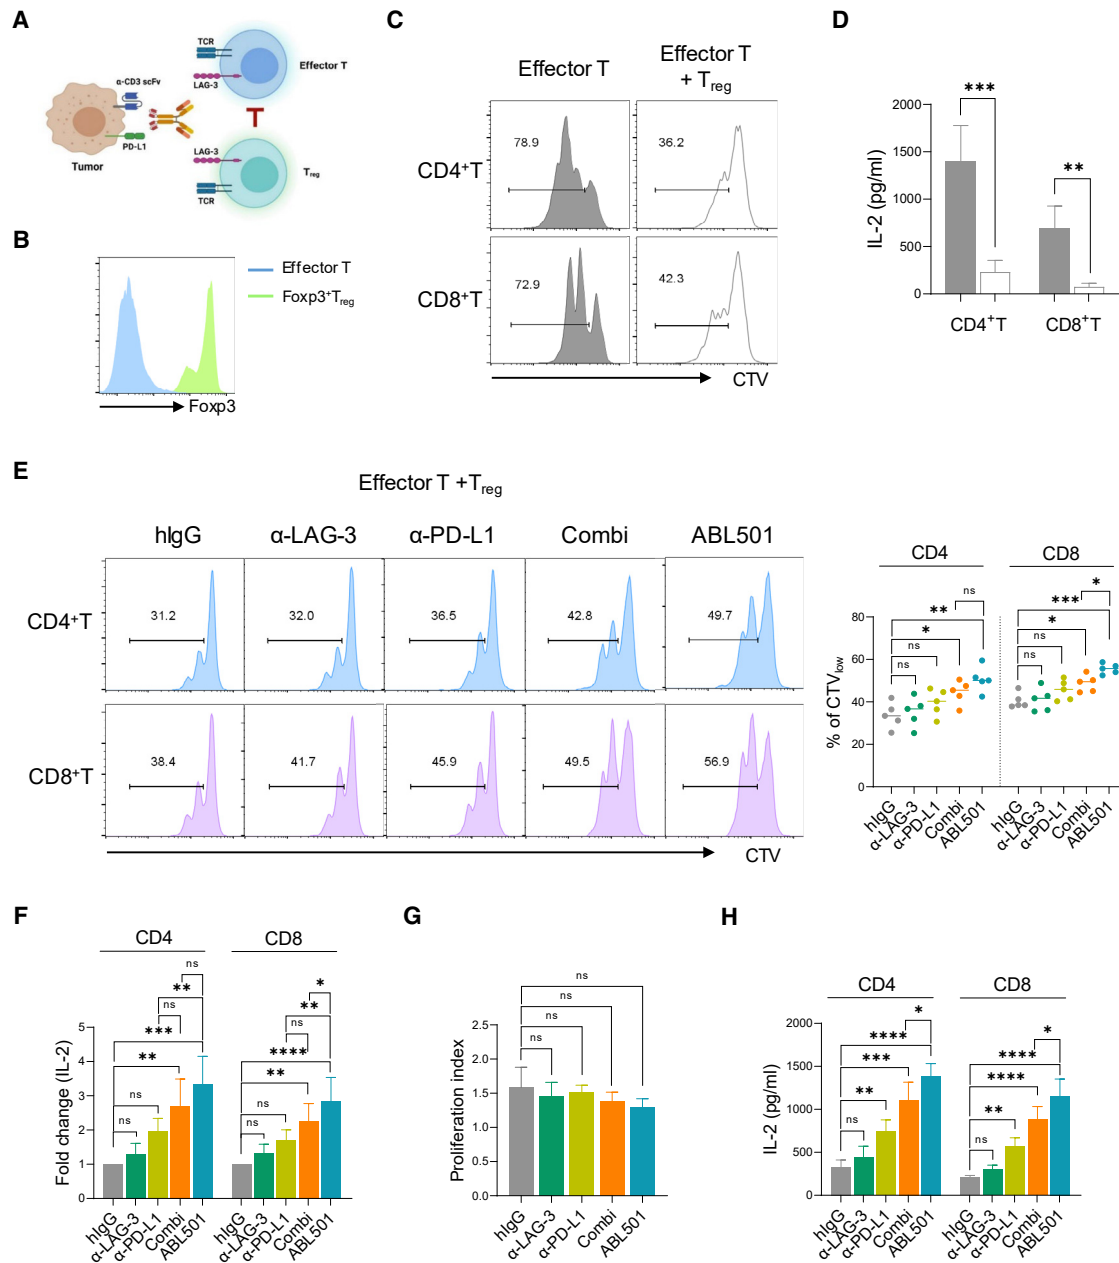 A
TCR
LAG-3
Effector T
α-CD3 scFv
PD-L1
Tumor
LAG-3
TCR
Treg
B
Effector T
Foxp3+Treg
Foxp3
C
Effector T
Effector T
+ Treg
CD4+T
78.9
36.2
CD8+T
72.9
42.3
CTV
D
***
**
IL-2 (pg/ml)
2000
1500
1000
500
0
CD4+T
CD8+T
E
Effector T +Treg
hIgG
α-LAG-3
α-PD-L1
Combi
ABL501
CD4+T
31.2
32.0
36.5
42.8
49.7
CD8+T
38.4
41.7
45.9
49.5
56.9
CTV
CD4
CD8
ns
**
*
ns
ns
*
***
*
ns
ns
% of CTVlow
80
60
40
20
0
hIgG
α-LAG-3
α-PD-L1
Combi
ABL501
hIgG
α-LAG-3
α-PD-L1
Combi
ABL501
F
CD4
CD8
ns
**
ns
***
**
ns
ns
*
**
ns
****
**
ns
ns
Fold change (IL-2)
5
4
3
2
1
0
hIgG
α-LAG-3
α-PD-L1
Combi
ABL501
hIgG
α-LAG-3
α-PD-L1
Combi
ABL501
G
ns
ns
ns
ns
Proliferation index
2.5
2.0
1.5
1.0
0.5
0.0
hIgG
α-LAG-3
α-PD-L1
Combi
ABL501
H
CD4
CD8
*
****
***
**
ns
*
****
****
**
ns
IL-2 (pg/ml)
2000
1500
1000
500
0
hIgG
α-LAG-3
α-PD-L1
Combi
ABL501
hIgG
α-LAG-3
α-PD-L1
Combi
ABL501